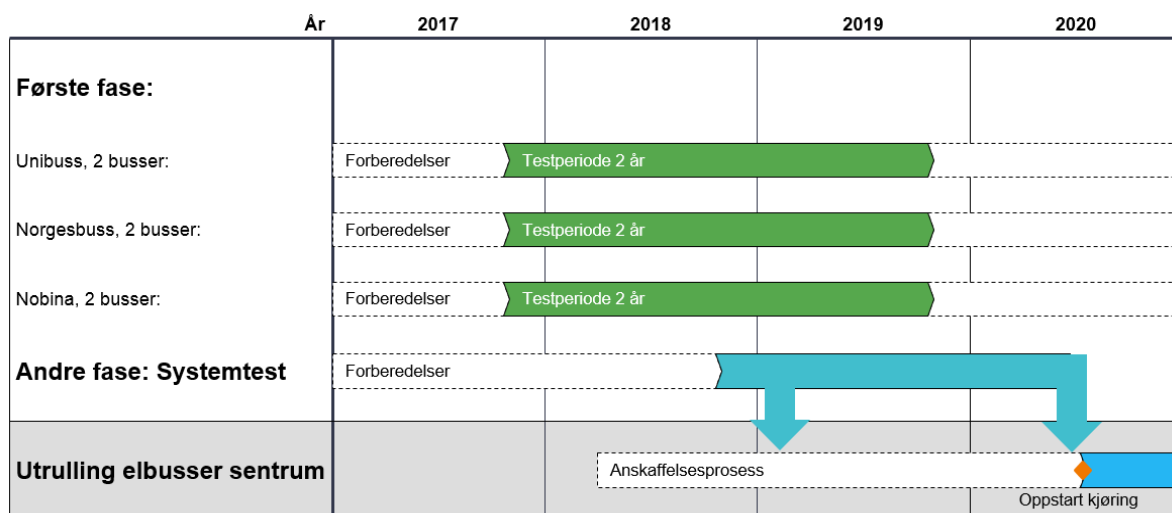 År 2017 2018 2019 2020
Første fase:
Unibuss, 2 busser: Forberedelser Testperiode 2 år
Norgesbuss, 2 busser: Forberedelser Testperiode 2 år
Nobina, 2 busser: Forberedelser Testperiode 2 år
Andre fase: Systemtest Forberedelser
Utrulling elbusser sentrum Anskaffelsesprosess
Oppstart kjøring